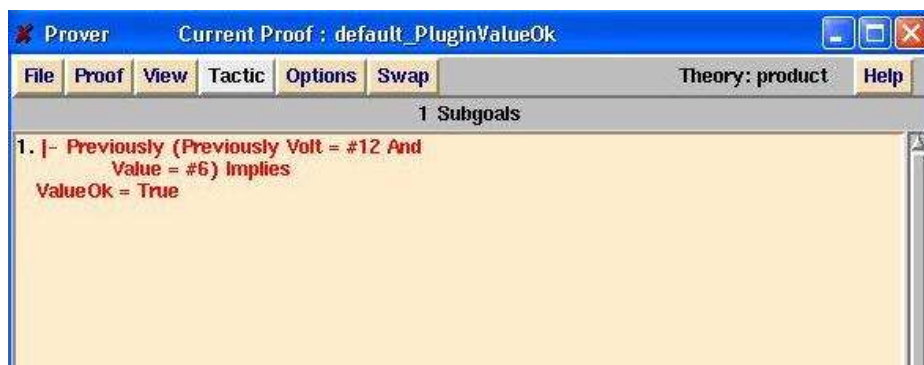 Prover Current Proof : default_PluginValueOk
File Proof View Tactic Options Swap Theory: product Help
1 Subgoals
1. |- Previously (Previously Volt = #12 And
Value = #6) Implies
ValueOk = True